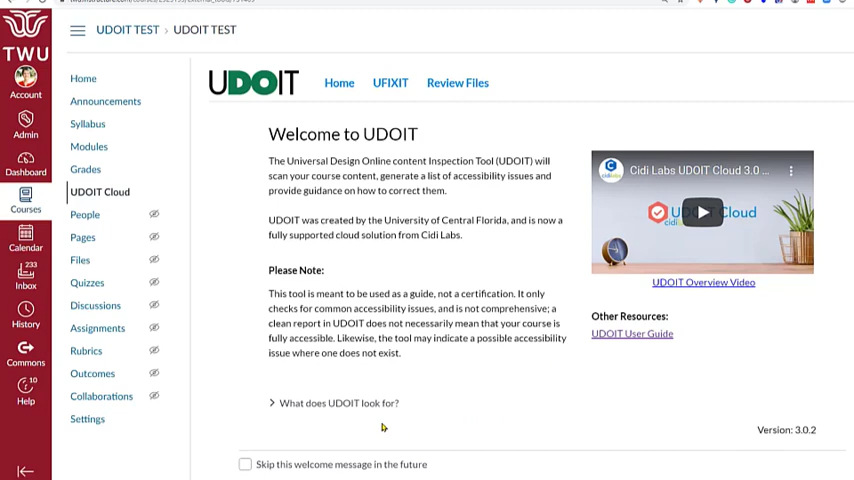 TWU
Account
Admin
Dashboard
Courses
Calendar
233
Inbox
History
Commons
10
Help
UDOIT TEST › UDOIT TEST
Home
Announcements
Syllabus
Modules
Grades
UDOIT Cloud
People
Pages
Files
Quizzes
Discussions
Assignments
Rubrics
Outcomes
Collaborations
Settings
UDOIT Home UFIXIT Review Files
Welcome to UDOIT
The Universal Design Online content Inspection Tool (UDOIT) will
scan your course content, generate a list of accessibility issues and
provide guidance on how to correct them.
UDOIT was created by the University of Central Florida, and is now a
fully supported cloud solution from Cidi Labs.
Please Note:
This tool is meant to be used as a guide, not a certification. It only
checks for common accessibility issues, and is not comprehensive; a
clean report in UDOIT does not necessarily mean that your course is
fully accessible. Likewise, the tool may indicate a possible accessibility
issue where one does not exist.
What does UDOIT look for?
Skip this welcome message in the future
Cidi Labs UDOIT Cloud 3.0 ...
Cloud
UDOIT Overview Video
Other Resources:
UDOIT User Guide
Version: 3.0.2